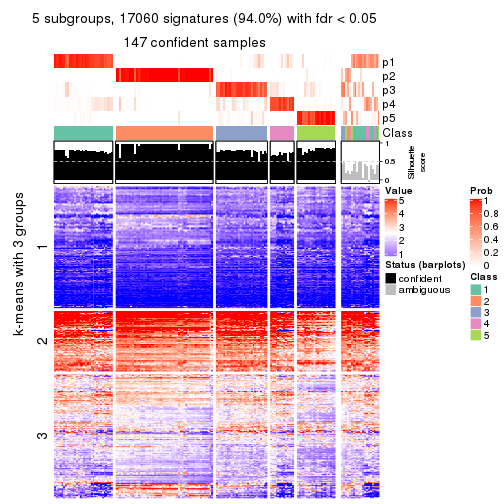 5 subgroups, 17060 signatures (94.0%) with fdr < 0.05
147 confident samples
p1
p2
p3
p4
p5
Class
1
0.5
0
Silhouette
score
k-means with 3 groups
1
2
3
Value
5
4
3
2
1
Status (barplots)
confident
ambiguous
Prob
1
0.8
0.6
0.4
0.2
0
Class
1
2
3
4
5